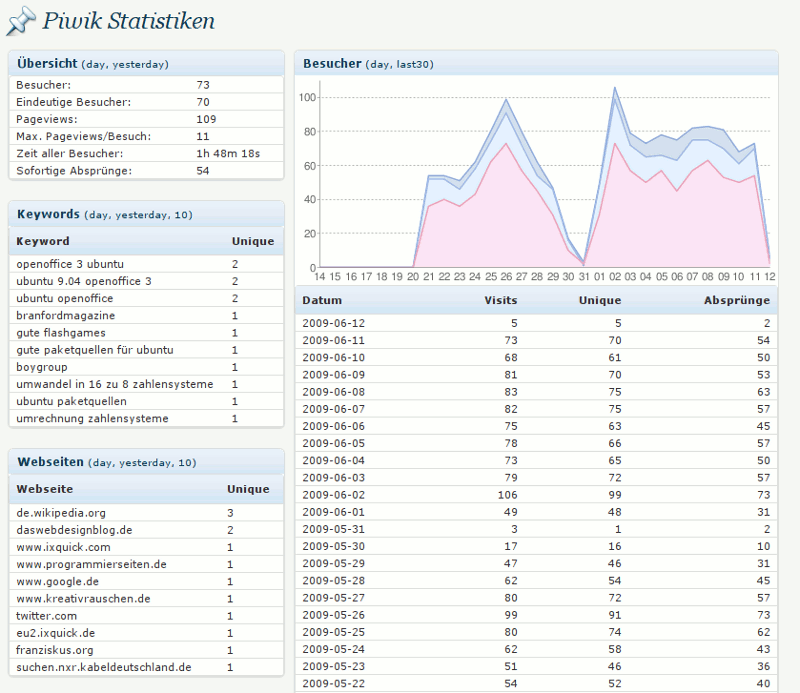 Piwik Statistiken
Übersicht (day, yesterday)
Besucher: 73
Eindeutige Besucher: 70
Pageviews: 109
Max. Pageviews/Besuch: 11
Zeit aller Besucher: 1h 48m 18s
Sofortige Absprünge: 54
Keywords (day, yesterday, 10)
Keyword Unique
openoffice 3 ubuntu 2
ubuntu 9.04 openoffice 3 2
ubuntu openoffice 2
branfordmagazine 1
gute flashgames 1
gute paketquellen für ubuntu 1
boygroup 1
umwandel in 16 zu 8 zahlensysteme 1
ubuntu paketquellen 1
umrechnung zahlensysteme 1
Webseiten (day, yesterday, 10)
Webseite Unique
de.wikipedia.org 3
daswebdesignblog.de 2
www.ixquick.com 1
www.programmierseiten.de 1
www.google.de 1
www.kreativrauschen.de 1
twitter.com 1
eu2.ixquick.de 1
franziskus.org 1
suchen.nxr.kabeldeutschland.de 1
Besucher (day, last30)
100
80
60
40
20
0
14 15 16 17 18 19 20 21 22 23 24 25 26 27 28 29 30 31 01 02 03 04 05 06 07 08 09 10 11 12
Datum Visits Unique Absprünge
2009-06-12 5 5 2
2009-06-11 73 70 54
2009-06-10 68 61 50
2009-06-09 81 70 53
2009-06-08 83 75 63
2009-06-07 82 75 57
2009-06-06 75 63 45
2009-06-05 78 66 57
2009-06-04 73 65 50
2009-06-03 79 72 57
2009-06-02 106 99 73
2009-06-01 49 48 31
2009-05-31 3 1 2
2009-05-30 17 16 10
2009-05-29 47 46 31
2009-05-28 62 54 45
2009-05-27 80 72 57
2009-05-26 99 91 73
2009-05-25 80 74 62
2009-05-24 62 58 43
2009-05-23 51 46 36
2009-05-22 54 52 40